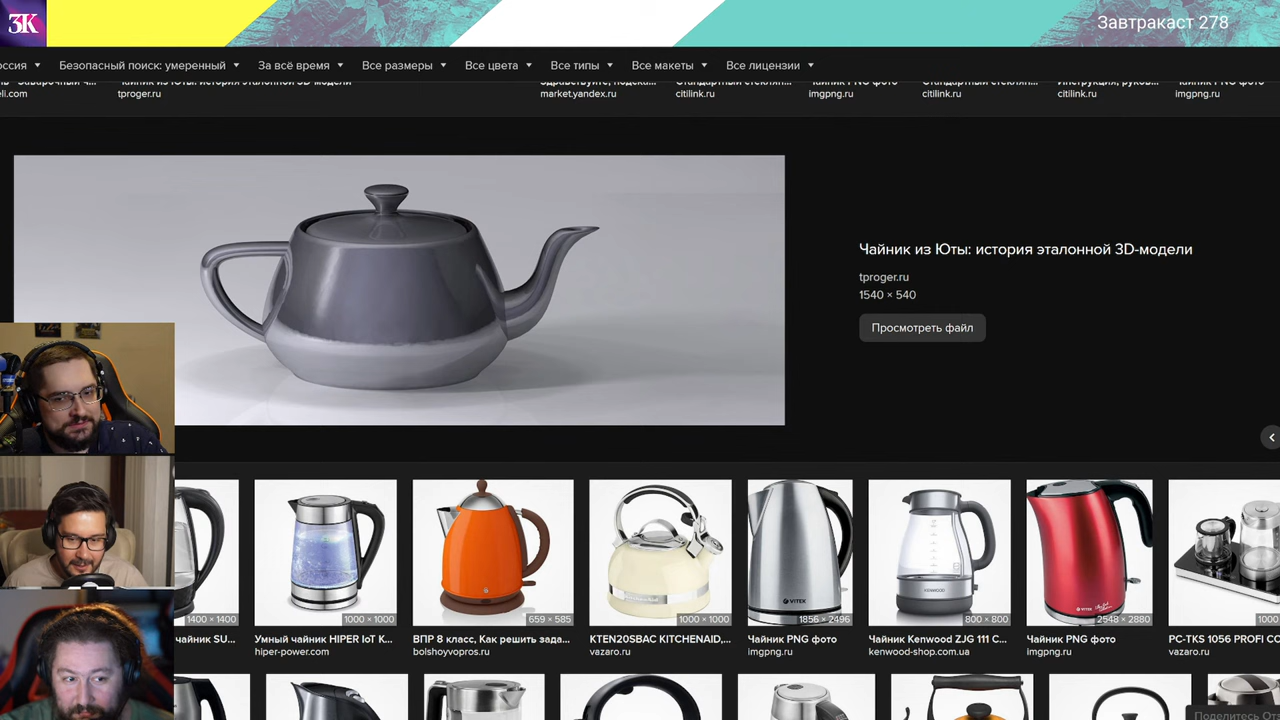 ЗК
Завтракаст 278
Безопасный поиск: умеренный
За всё время
Все размеры
Все цвета
Все типы
Все макеты
Все лицензии
tproger.ru
market.yandex.ru
citilink.ru
imgpng.ru
citilink.ru
citilink.ru
imgpng.ru
Чайник из Юты: история эталонной 3D-модели
tproger.ru
1540 × 540
Просмотреть файл
1400 × 1400
1000 × 1000
659 × 585
1000 × 1000
VITEK
1856 × 2496
KENWOOD
800 × 800
VITEK
2548 × 2880
1000
чайник SU...
Умный чайник HIPER IoT K...
hiper-power.com
ВПР 8 класс, Как решить зада...
bolshoyvopros.ru
KTEN20SBAC KITCHENAID,...
vazaro.ru
Чайник PNG фото
imgpng.ru
Чайник Kenwood ZJG 111 C...
kenwood-shop.com.ua
Чайник PNG фото
imgpng.ru
PC-TKS 1056 PROFI CO
vazaro.ru